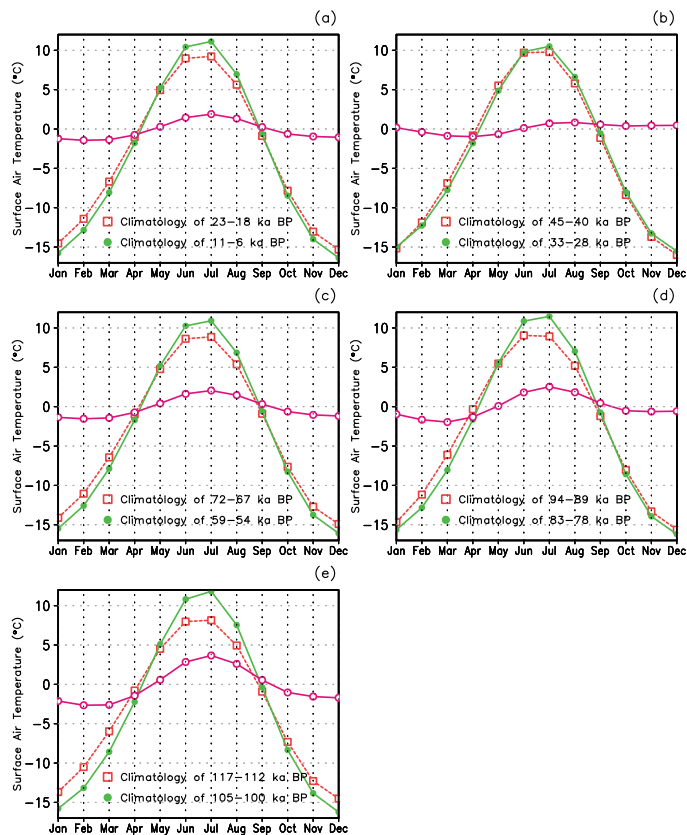 (a)
Surface Air Temperature (°C)
10
5
0
−5
−10
−15
Climatology of 23−18 ka BP
Climatology of 11−6 ka BP
Jan Feb Mar Apr May Jun Jul Aug Sep Oct Nov Dec
(b)
Surface Air Temperature (°C)
10
5
0
−5
−10
−15
Climatology of 45−40 ka BP
Climatology of 33−28 ka BP
Jan Feb Mar Apr May Jun Jul Aug Sep Oct Nov Dec
(c)
Surface Air Temperature (°C)
10
5
0
−5
−10
−15
Climatology of 72−67 ka BP
Climatology of 59−54 ka BP
Jan Feb Mar Apr May Jun Jul Aug Sep Oct Nov Dec
(d)
Surface Air Temperature (°C)
10
5
0
−5
−10
−15
Climatology of 94−89 ka BP
Climatology of 83−78 ka BP
Jan Feb Mar Apr May Jun Jul Aug Sep Oct Nov Dec
(e)
Surface Air Temperature (°C)
10
5
0
−5
−10
−15
Climatology of 117−112 ka BP
Climatology of 105−100 ka BP
Jan Feb Mar Apr May Jun Jul Aug Sep Oct Nov Dec